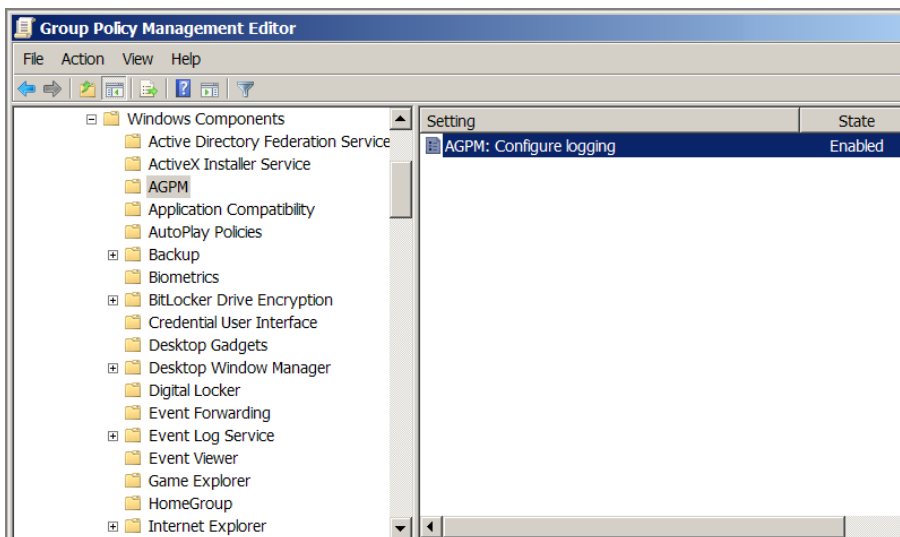 Group Policy Management Editor
File Action View Help
Windows Components
Active Directory Federation Service
ActiveX Installer Service
AGPM
Application Compatibility
AutoPlay Policies
Backup
Biometrics
BitLocker Drive Encryption
Credential User Interface
Desktop Gadgets
Desktop Window Manager
Digital Locker
Event Forwarding
Event Log Service
Event Viewer
Game Explorer
HomeGroup
Internet Explorer
Setting State
AGPM: Configure logging Enabled